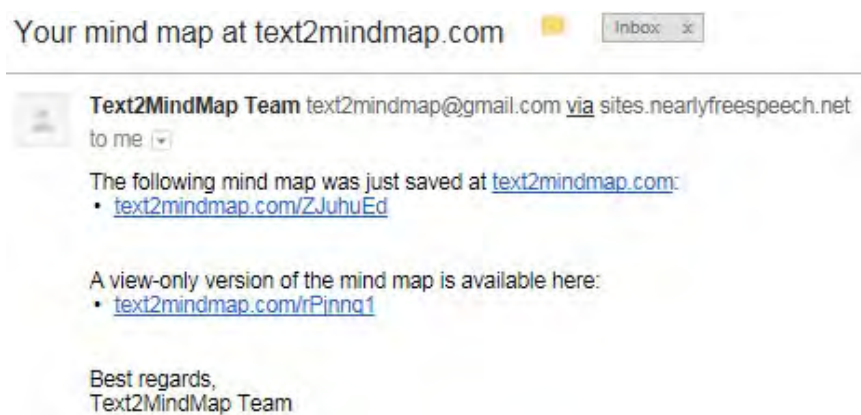 Your mind map at text2mindmap.com Inbox x
Text2MindMap Team text2mindmap@gmail.com via sites.nearlyfreespeech.net
to me
The following mind map was just saved at text2mindmap.com:
• text2mindmap.com/ZJuhuEd
A view-only version of the mind map is available here:
• text2mindmap.com/rPjnnq1
Best regards,
Text2MindMap Team